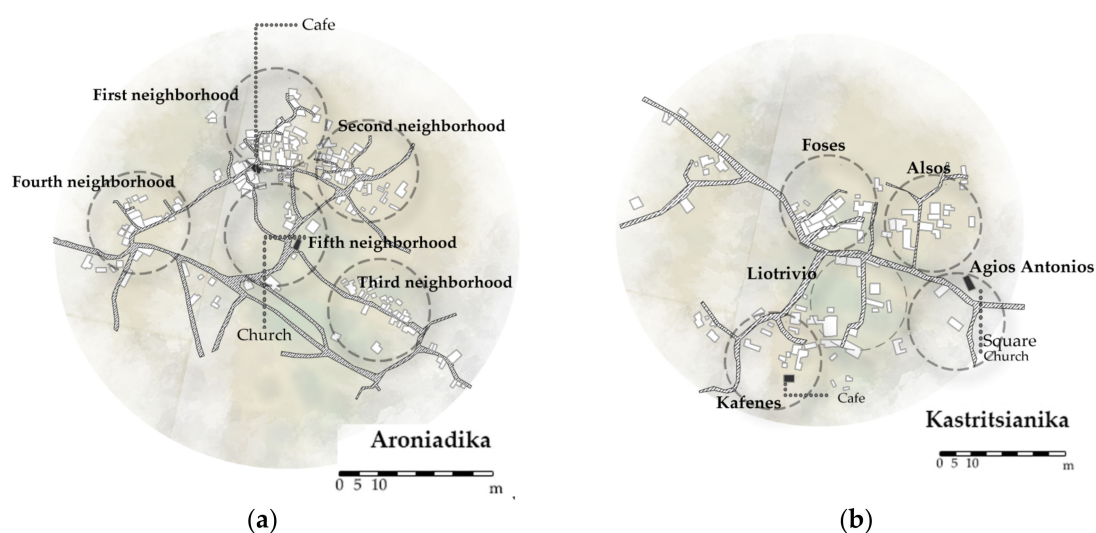 Cafe
First neighborhood
Second neighborhood
Fourth neighborhood
Fifth neighborhood
Third neighborhood
Church
Aroniadika
0 5 10
m
(a)
Foses
Alsos
Liotrivio
Agios Antonios
Square
Church
Kafenes
Cafe
Kastritsianika
0 5 10
m
(b)